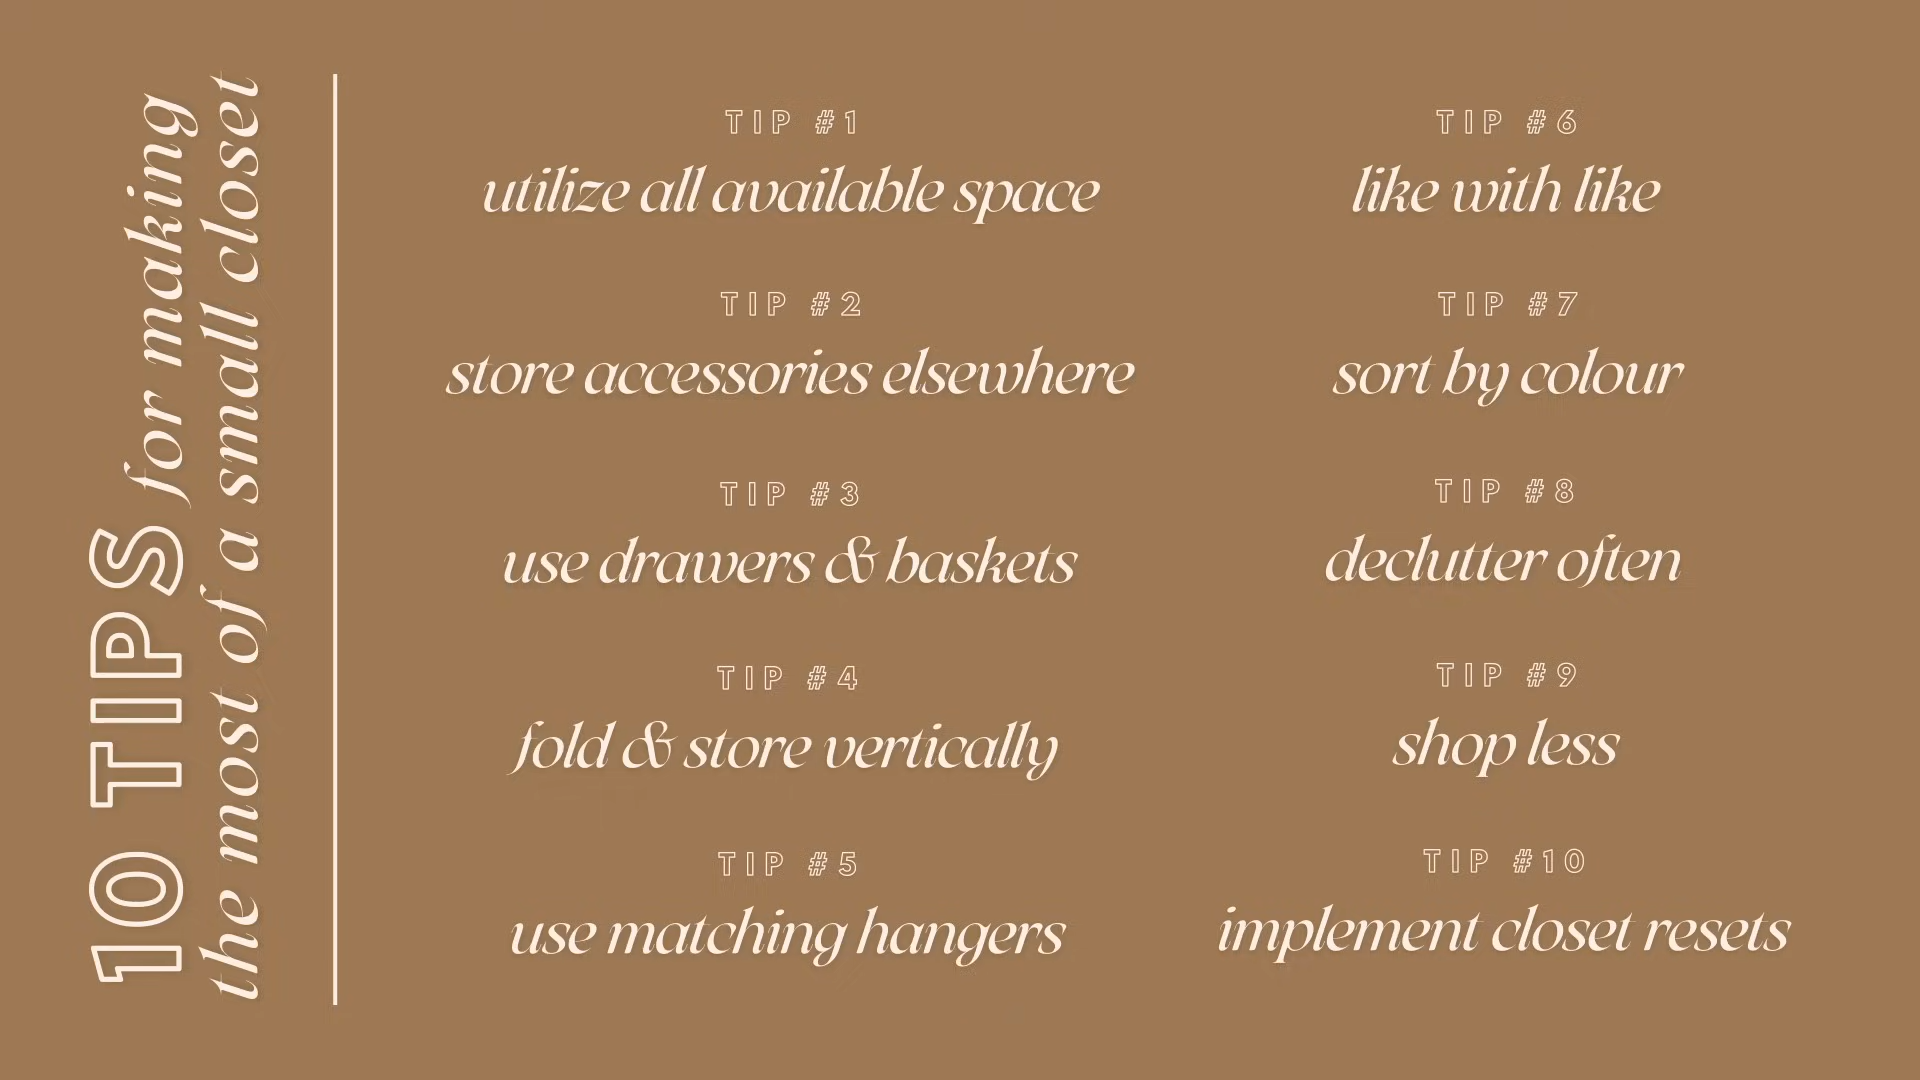 10 TIPS for making
the most of a small closet
TIP #1
utilize all available space
TIP #2
store accessories elsewhere
TIP #3
use drawers & baskets
TIP #4
fold & store vertically
TIP #5
use matching hangers
TIP #6
like with like
TIP #7
sort by colour
TIP #8
declutter often
TIP #9
shop less
TIP #10
implement closet resets